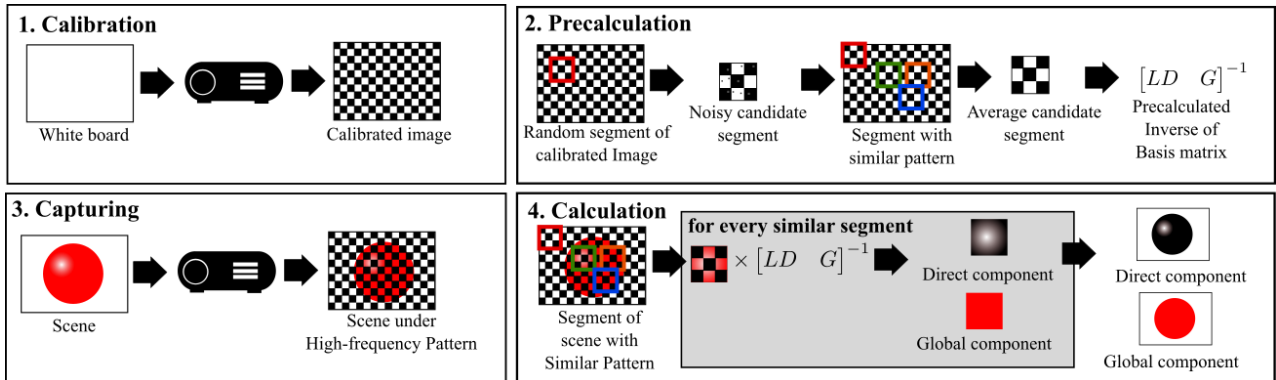 1. Calibration
White board
Calibrated image
2. Precalculation
Random segment of
calibrated Image
Noisy candidate
segment
Segment with
similar pattern
Average candidate
segment
[LD G]⁻¹
Precalculated
Inverse of
Basis matrix
3. Capturing
Scene
Scene under
High-frequency Pattern
4. Calculation
Segment of
scene with
Similar Pattern
for every similar segment
× [LD G]⁻¹
Direct component
Global component
Direct component
Global component